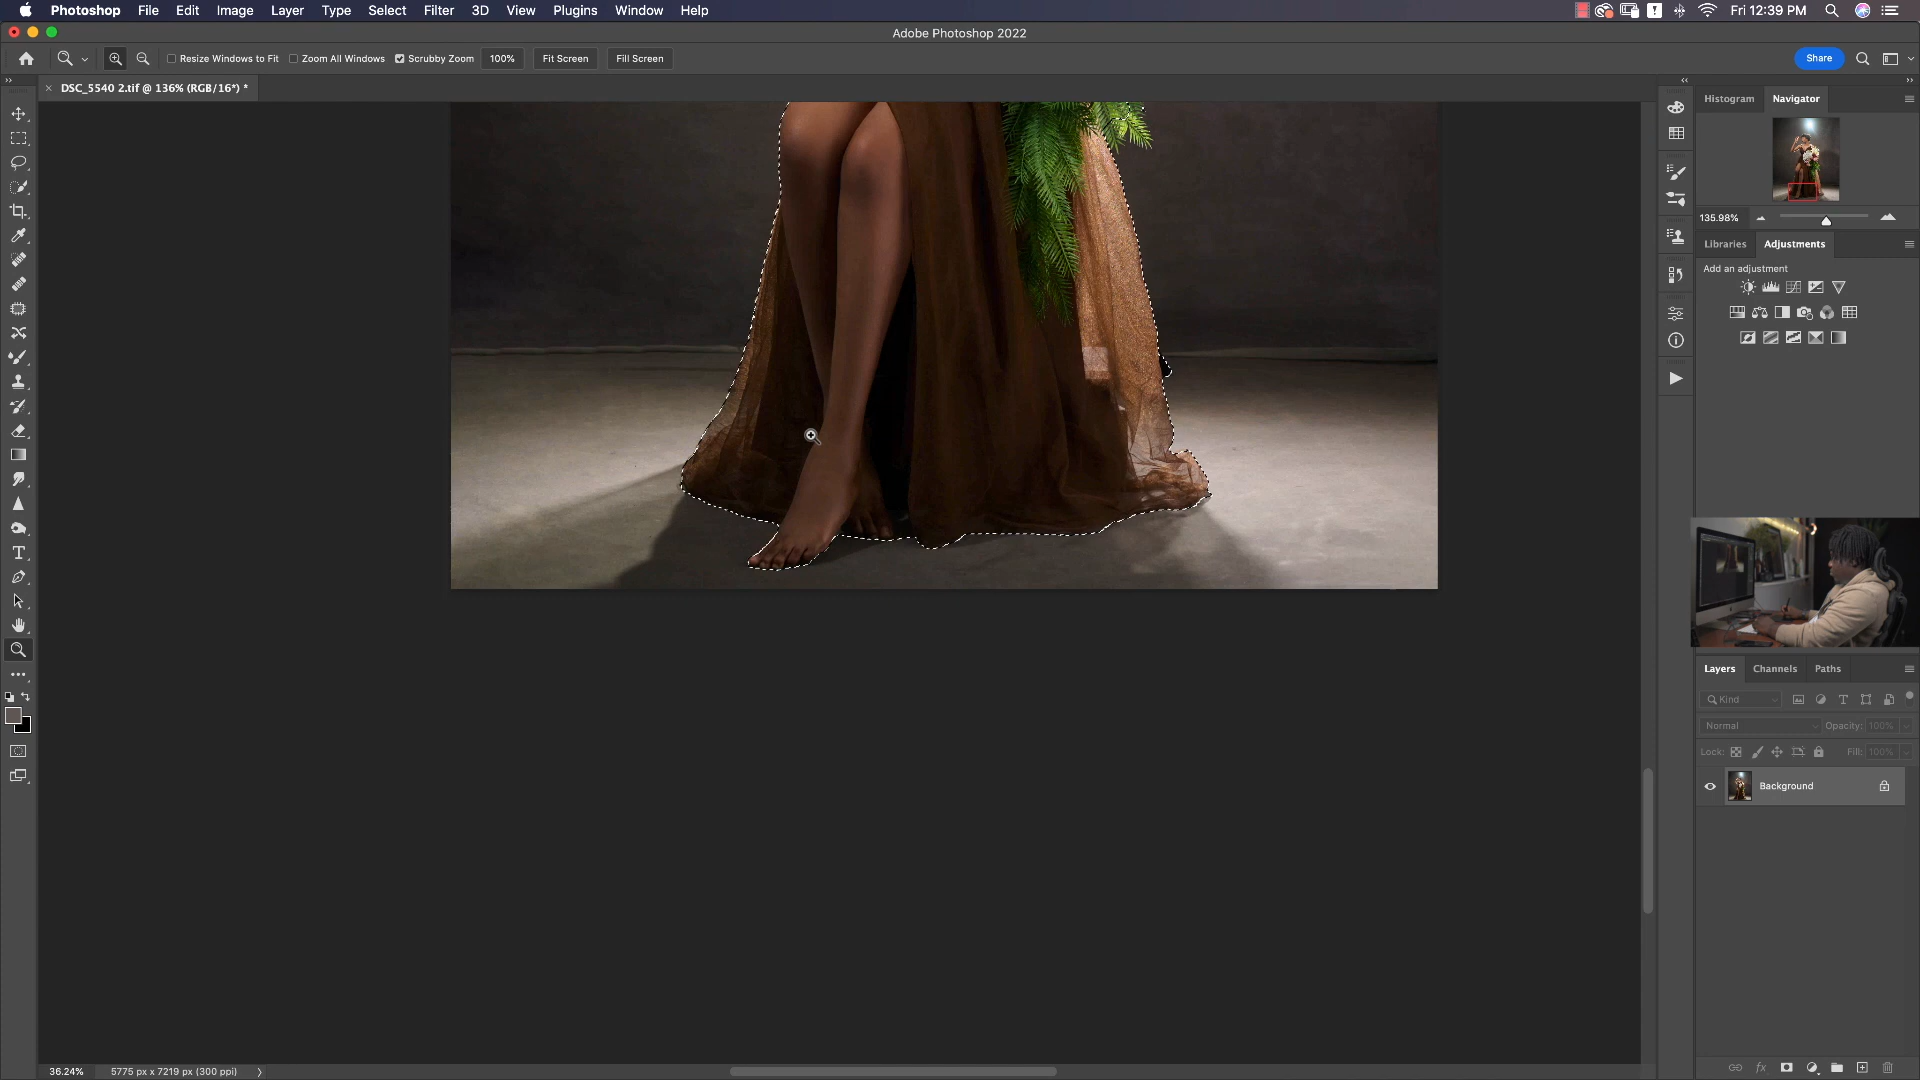 Photoshop File Edit Image Layer Type Select Filter 3D View Plugins Window Help Fri 12:39 PM
Adobe Photoshop 2022
Resize Windows to Fit Zoom All Windows Scrubby Zoom 100% Fit Screen Fill Screen Share
DSC_5540 2.tif @ 136% (RGB/16*) *
Histogram Navigator
135.98%
Libraries Adjustments
Add an adjustment
Layers Channels Paths
Kind
Normal Opacity: 100%
Lock: Fill: 100%
Background
36.24% 5775 px x 7219 px (300 ppi)